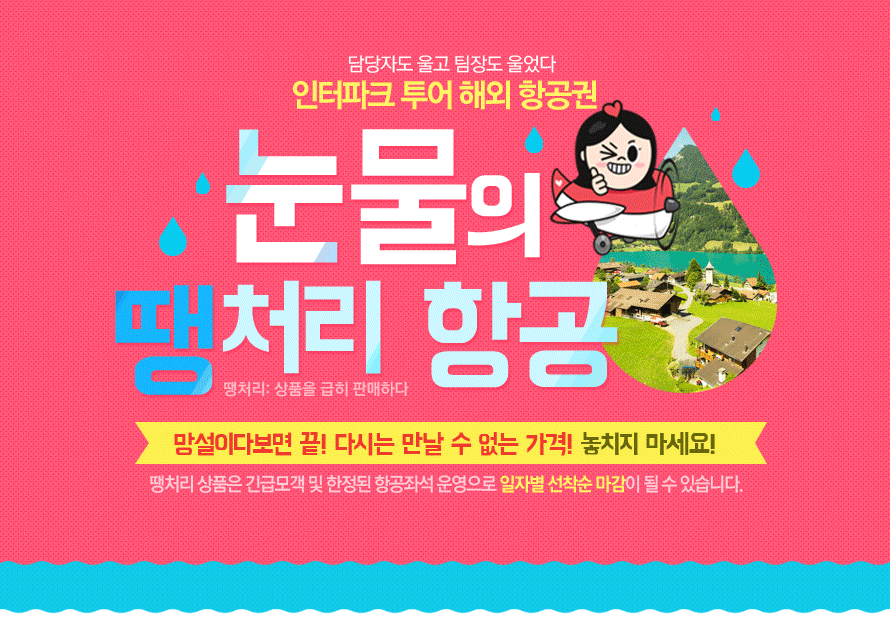 담당자도 울고 팀장도 울었다
인터파크 투어 해외 항공권
눈물의
땡처리 항공
땡처리: 상품을 급히 판매하다
망설이다보면 끝! 다시는 만날 수 없는 가격! 놓치지 마세요!
땡처리 상품은 긴급모객 및 한정된 항공좌석 운영으로 일자별 선착순 마감이 될 수 있습니다.